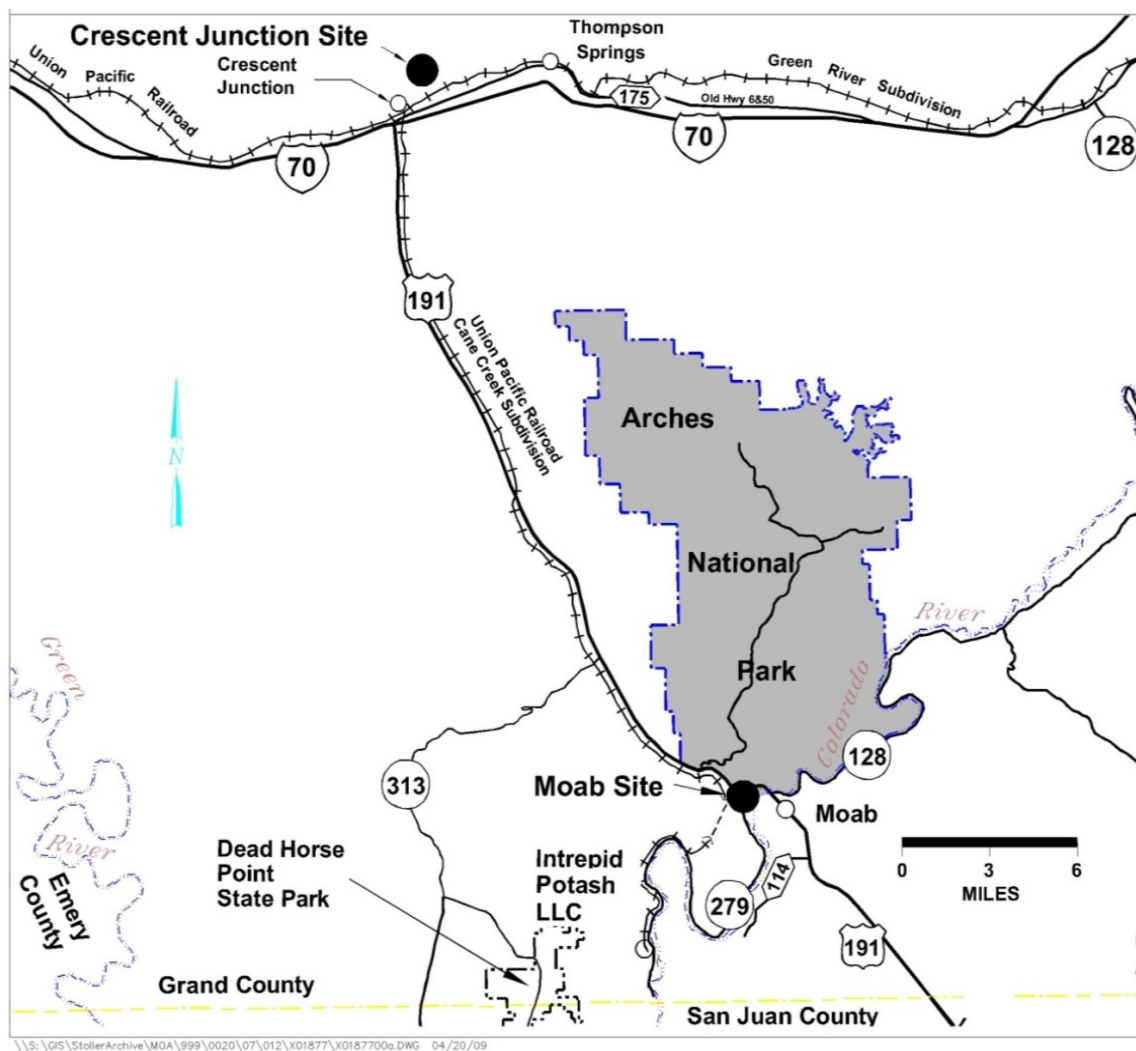 Crescent Junction Site
Crescent
Junction
Thompson
Springs
Union Pacific Railroad
Green River Subdivision
175
Old Hwy 6&50
70
70
128
191
Union Pacific Railroad
Cane Creek Subdivision
N
Arches
National
Park
River
Colorado
128
Green
River
313
Moab Site
Moab
Dead Horse
Point
State Park
Intrepid
Potash
LLC
279
114
0 3 6
MILES
191
Emery
County
Grand County
San Juan County
\\S:\GIS\StollerArchive\MOA\999\0020\07\012\X01877\X0187700a.DWG 04/20/09